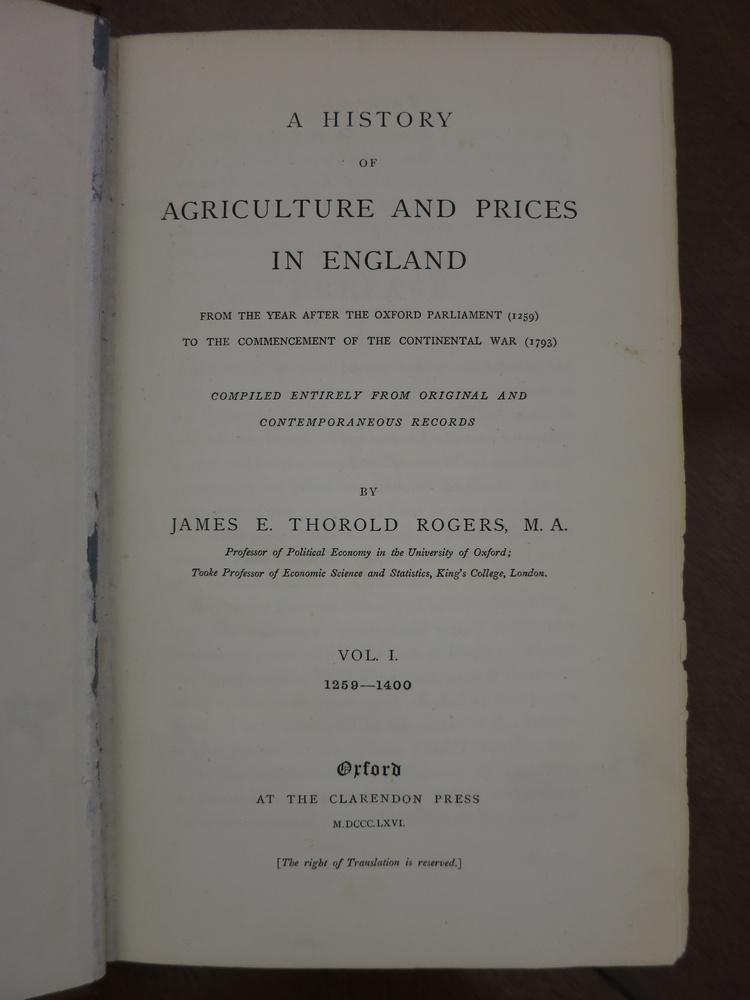 A HISTORY
OF
AGRICULTURE AND PRICES
IN ENGLAND
FROM THE YEAR AFTER THE OXFORD PARLIAMENT (1259)
TO THE COMMENCEMENT OF THE CONTINENTAL WAR (1793)
COMPILED ENTIRELY FROM ORIGINAL AND
CONTEMPORANEOUS RECORDS
BY
JAMES E. THOROLD ROGERS, M. A.
Professor of Political Economy in the University of Oxford;
Tooke Professor of Economic Science and Statistics, King's College, London.
VOL. I.
1259—1400
Oxford
AT THE CLARENDON PRESS
M.DCCC.LXVI.
[The right of Translation is reserved.]